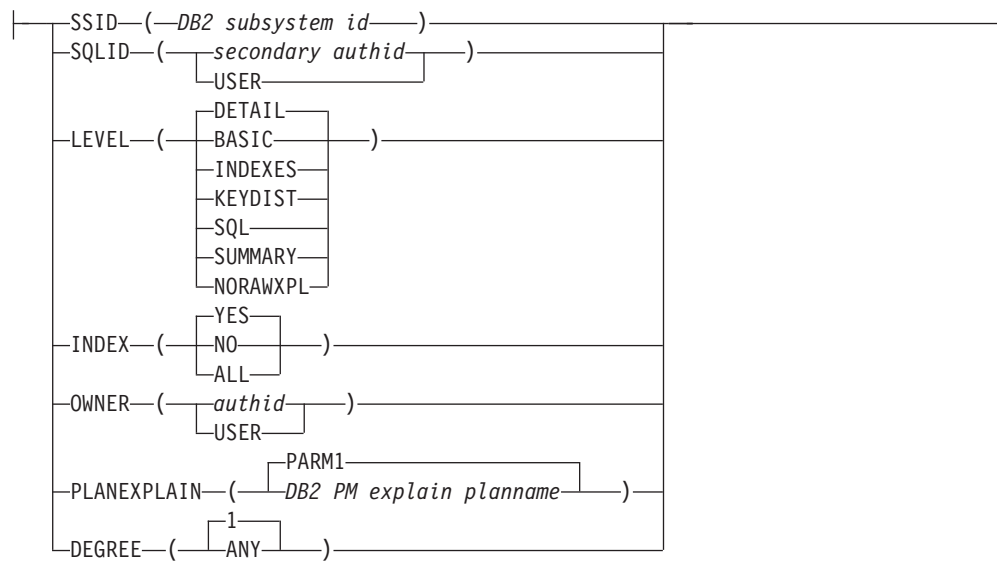 SSID ( DB2 subsystem id )
SQLID ( secondary authid )
USER
DETAIL
LEVEL ( BASIC )
INDEXES
KEYDIST
SQL
SUMMARY
NORAWXPL
YES
INDEX ( NO )
ALL
OWNER ( authid )
USER
PARM1
PLANEXPLAIN ( DB2 PM explain planname )
1
DEGREE ( ANY )